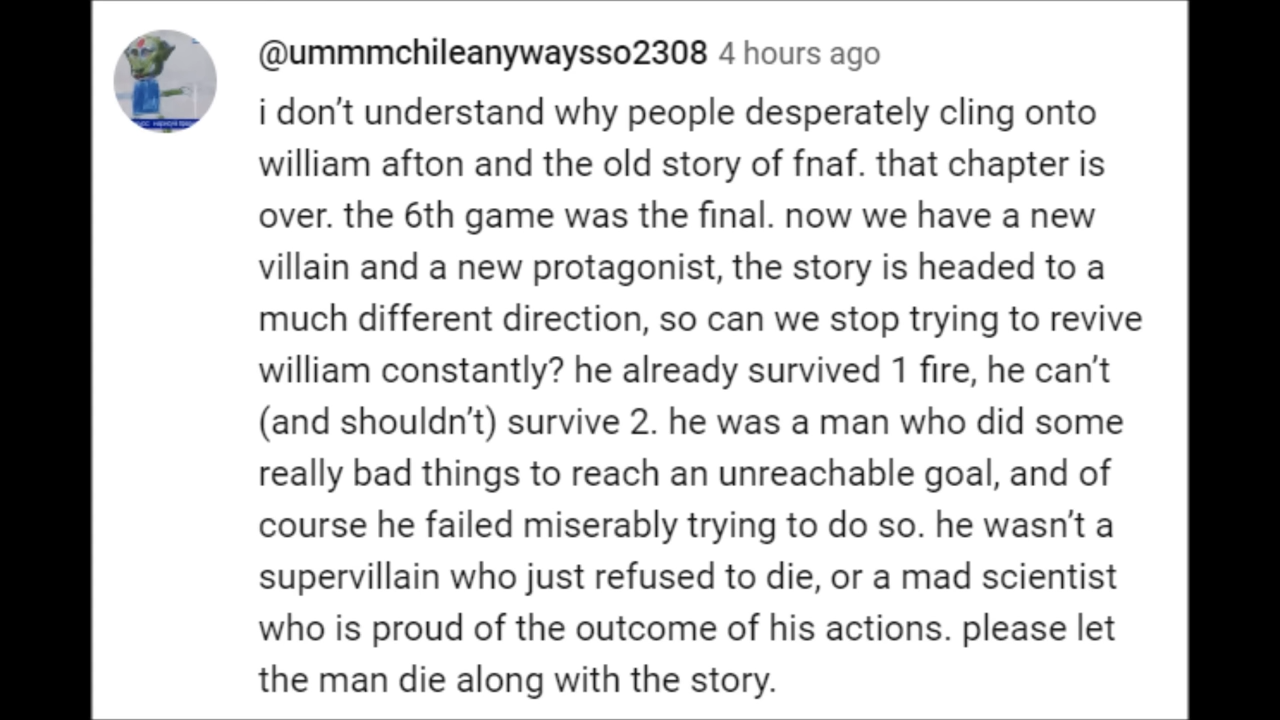 @ummmchileanywaysso2308 4 hours ago
i don't understand why people desperately cling onto
william afton and the old story of fnaf. that chapter is
over. the 6th game was the final. now we have a new
villain and a new protagonist, the story is headed to a
much different direction, so can we stop trying to revive
william constantly? he already survived 1 fire, he can't
(and shouldn't) survive 2. he was a man who did some
really bad things to reach an unreachable goal, and of
course he failed miserably trying to do so. he wasn't a
supervillain who just refused to die, or a mad scientist
who is proud of the outcome of his actions. please let
the man die along with the story.